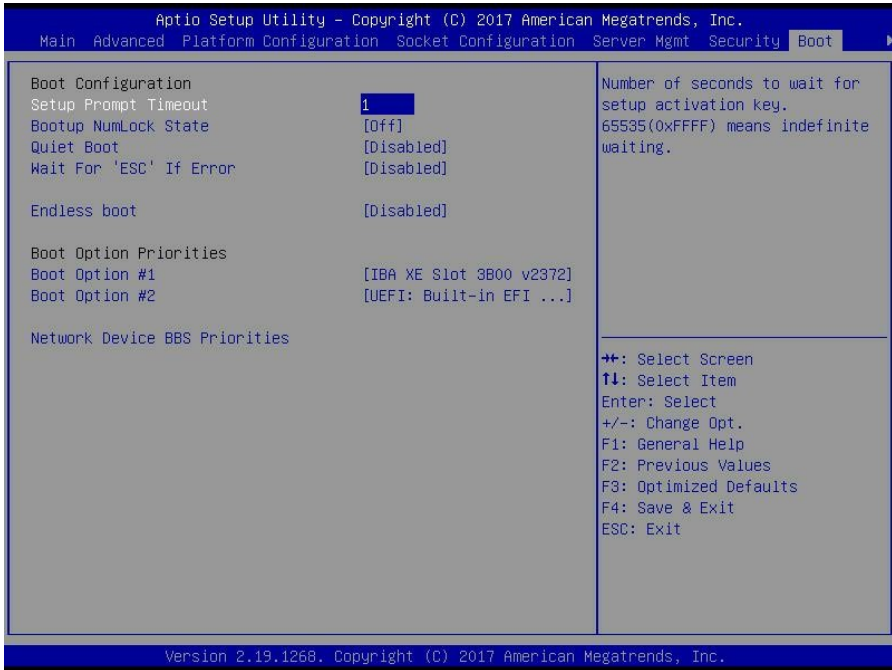 Aptio Setup Utility – Copyright (C) 2017 American Megatrends, Inc.
Main Advanced Platform Configuration Socket Configuration Server Mgmt Security Boot
Boot Configuration
Setup Prompt Timeout 1
Bootup NumLock State [Off]
Quiet Boot [Disabled]
Wait For 'ESC' If Error [Disabled]
Endless boot [Disabled]
Boot Option Priorities
Boot Option #1 [IBA XE Slot 3B00 v2372]
Boot Option #2 [UEFI: Built-in EFI ...]
Network Device BBS Priorities
Number of seconds to wait for
setup activation key.
65535(0xFFFF) means indefinite
waiting.
→←: Select Screen
↑↓: Select Item
Enter: Select
+/-: Change Opt.
F1: General Help
F2: Previous Values
F3: Optimized Defaults
F4: Save & Exit
ESC: Exit
Version 2.19.1268. Copyright (C) 2017 American Megatrends, Inc.